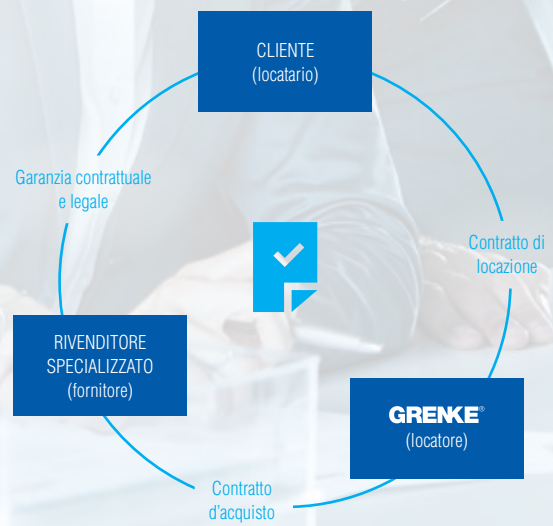 CLIENTE
(locatario)
Garanzia contrattuale
e legale
Contratto di
locazione
RIVENDITORE
SPECIALIZZATO
(fornitore)
GRENKE®
(locatore)
Contratto
d'acquisto